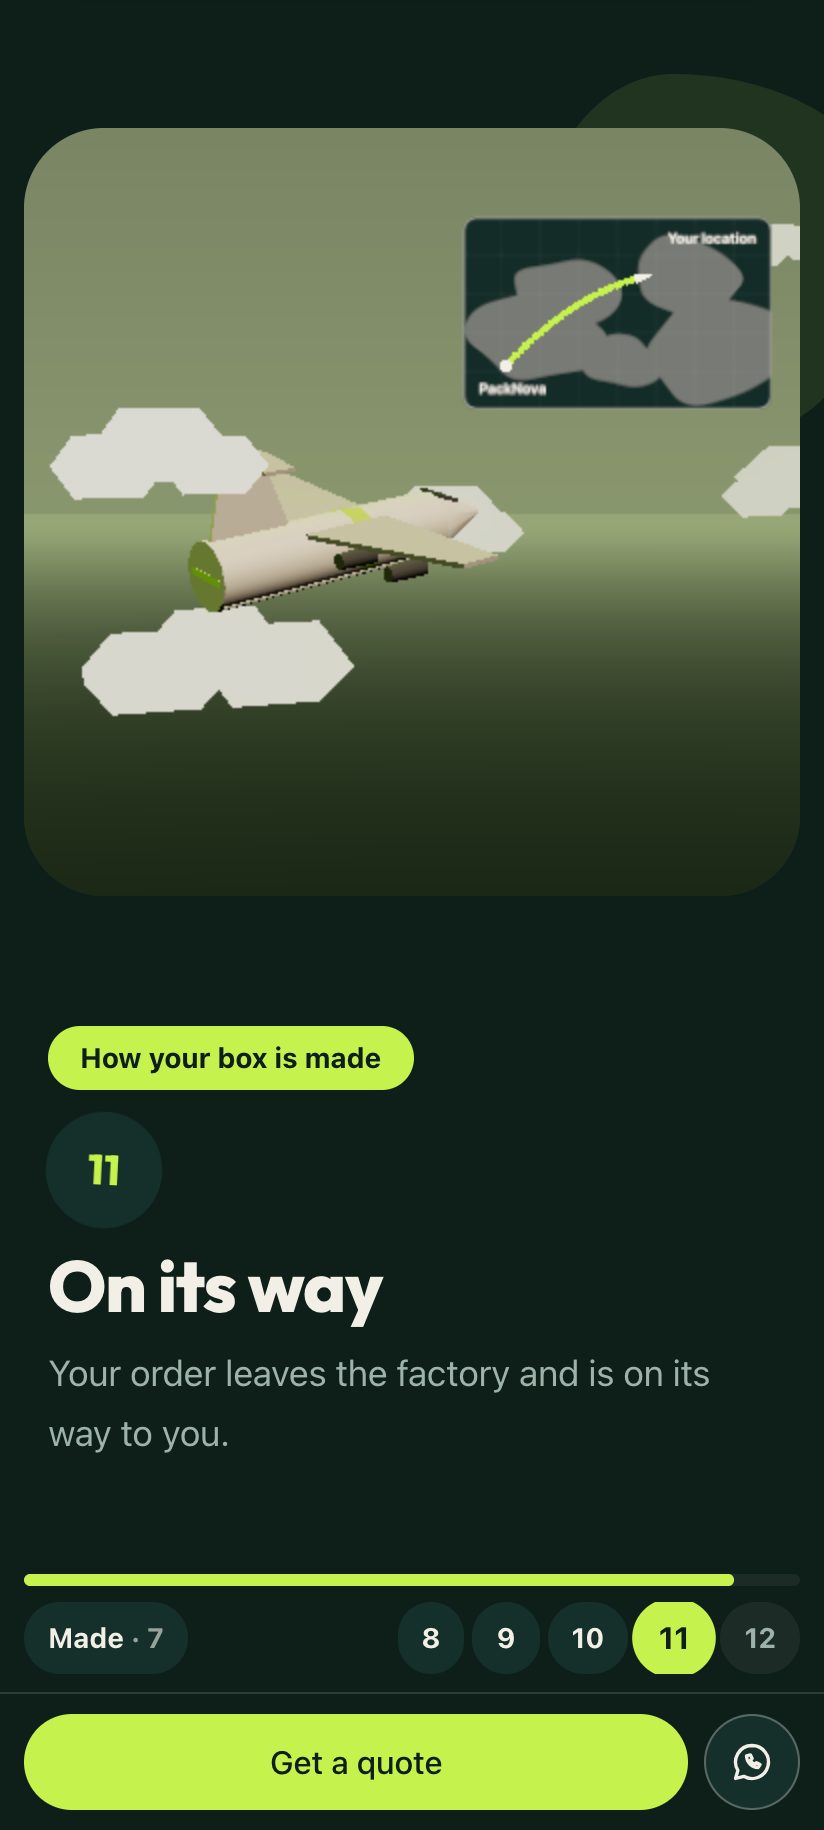 Your location
PackNova
How your box is made
11
On its way
Your order leaves the factory and is on its
way to you.
Made · 7
8
9
10
11
12
Get a quote